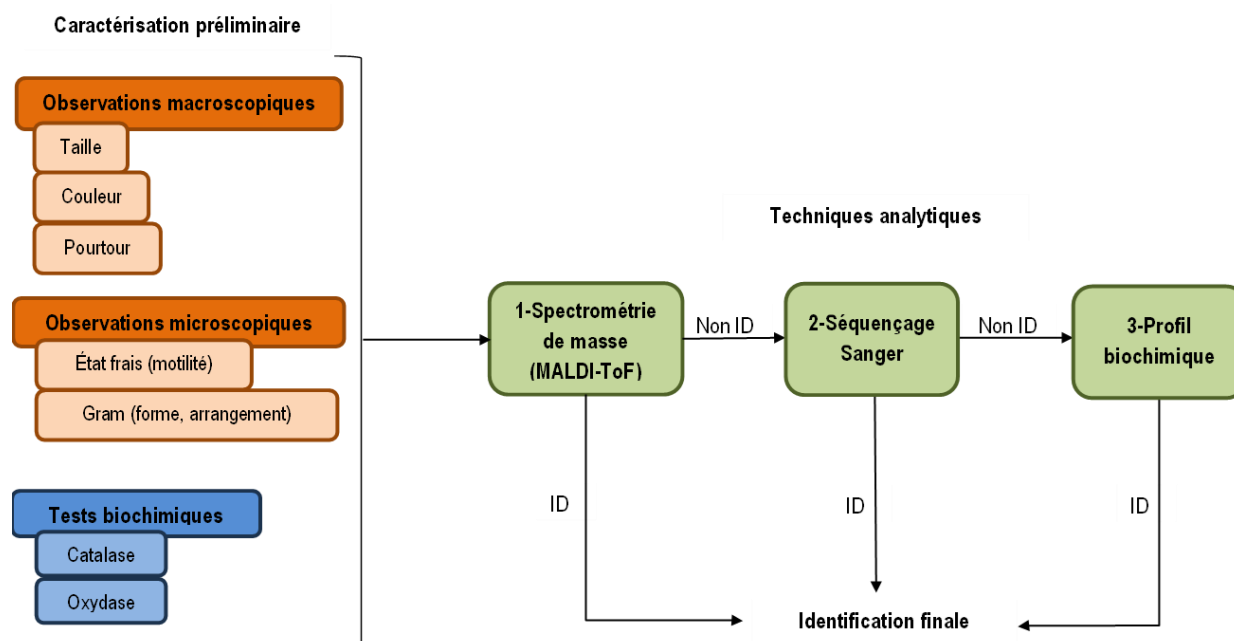 Caractérisation préliminaire
Observations macroscopiques
Taille
Couleur
Pourtour
Observations microscopiques
État frais (motilité)
Gram (forme, arrangement)
Tests biochimiques
Catalase
Oxydase
Techniques analytiques
1-Spectrométrie
de masse
(MALDI-ToF)
Non ID
2-Séquençage
Sanger
Non ID
3-Profil
biochimique
ID
ID
ID
Identification finale